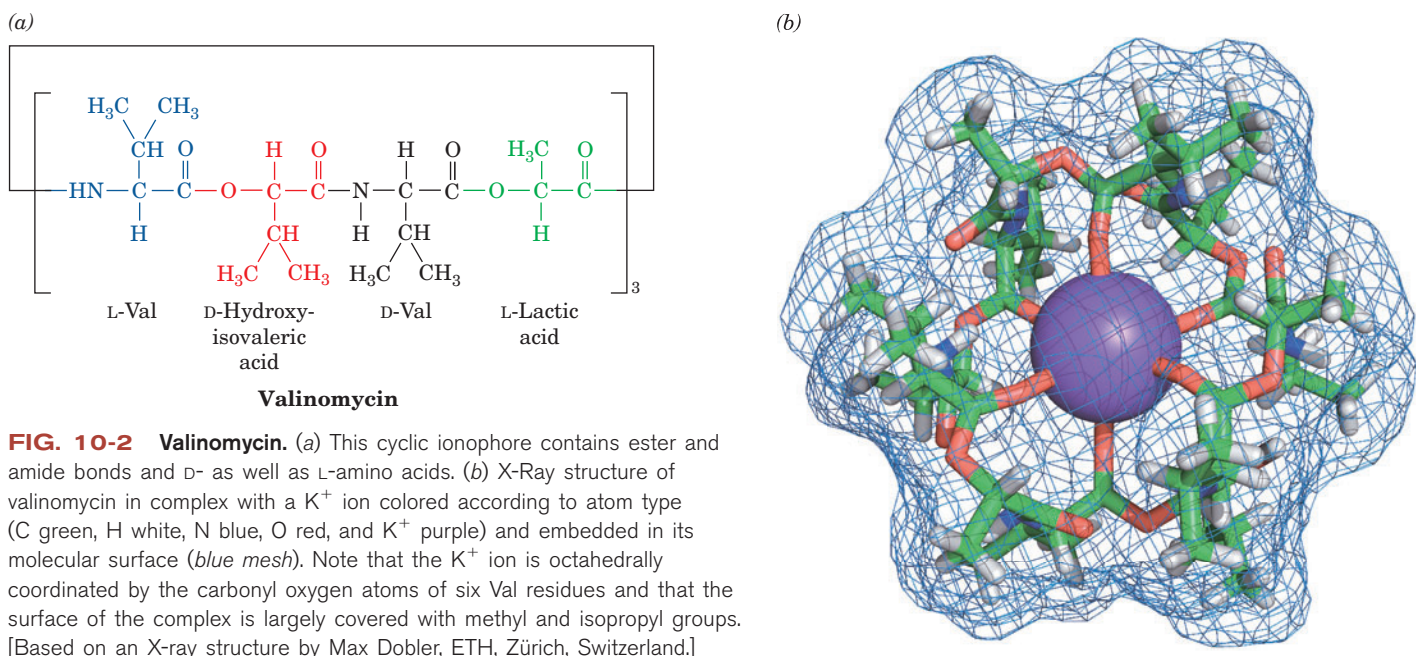 (a)
(b)
H₃C CH₃
CH O H O H O H₃C O
HN C C O C C N C C O C C
H CH H CH H
H₃C CH₃ H₃C CH₃
3
L-Val D-Hydroxy- D-Val L-Lactic
isovaleric acid
acid
Valinomycin
FIG. 10-2 Valinomycin. (a) This cyclic ionophore contains ester and
amide bonds and D- as well as L-amino acids. (b) X-Ray structure of
valinomycin in complex with a K⁺ ion colored according to atom type
(C green, H white, N blue, O red, and K⁺ purple) and embedded in its
molecular surface (blue mesh). Note that the K⁺ ion is octahedrally
coordinated by the carbonyl oxygen atoms of six Val residues and that the
surface of the complex is largely covered with methyl and isopropyl groups.
[Based on an X-ray structure by Max Dobler, ETH, Zürich, Switzerland.]